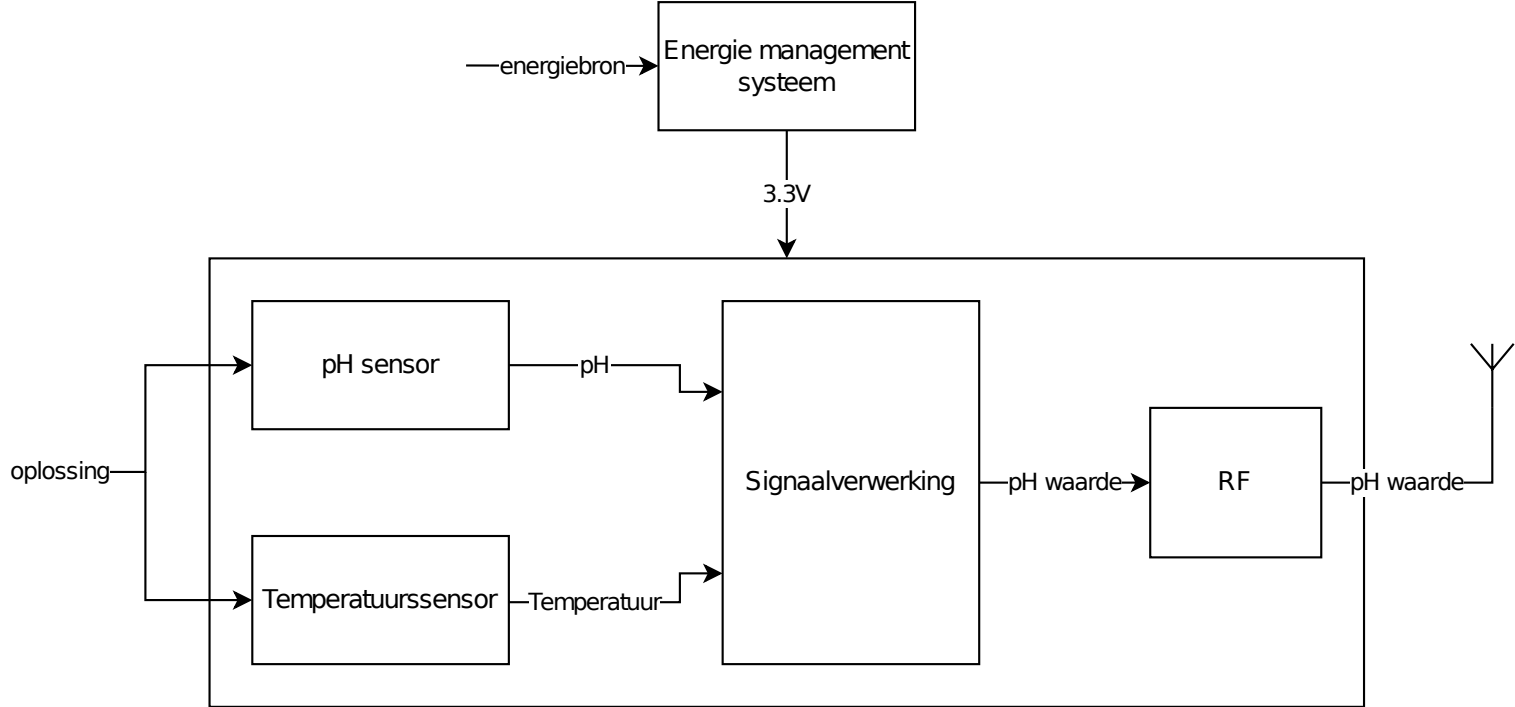 energiebron
Energie management
systeem
3.3V
pH sensor
pH
oplossing
Signaalverwerking
pH waarde
RF
pH waarde
Temperatuurssensor
Temperatuur